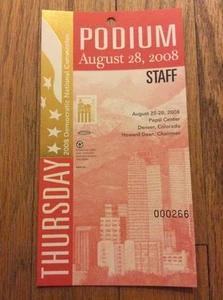 PODIUM
August 28, 2008
STAFF
August 25-28, 2008
Pepsi Center
Denver, Colorado
Howard Dean, Chairman
000266
THURSDAY
2008 Democratic National Convention